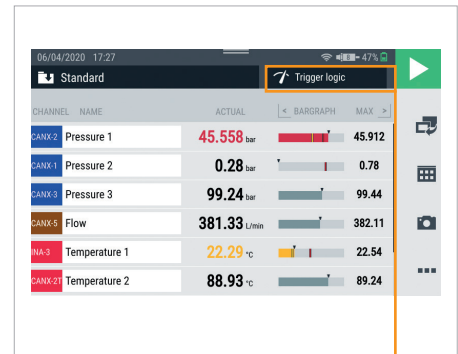 06/04/2020 17:27 47%
Standard Trigger logic
CHANNEL NAME ACTUAL < BARGRAPH MAX >
CANX-2 Pressure 1 45.558 bar 45.912
CANX-1 Pressure 2 0.28 bar 0.78
CANX-3 Pressure 3 99.24 bar 99.44
CANX-5 Flow 381.33 L/min 382.11
INA-3 Temperature 1 22.29 °C 22.54
CANX-2T Temperature 2 88.93 °C 89.24